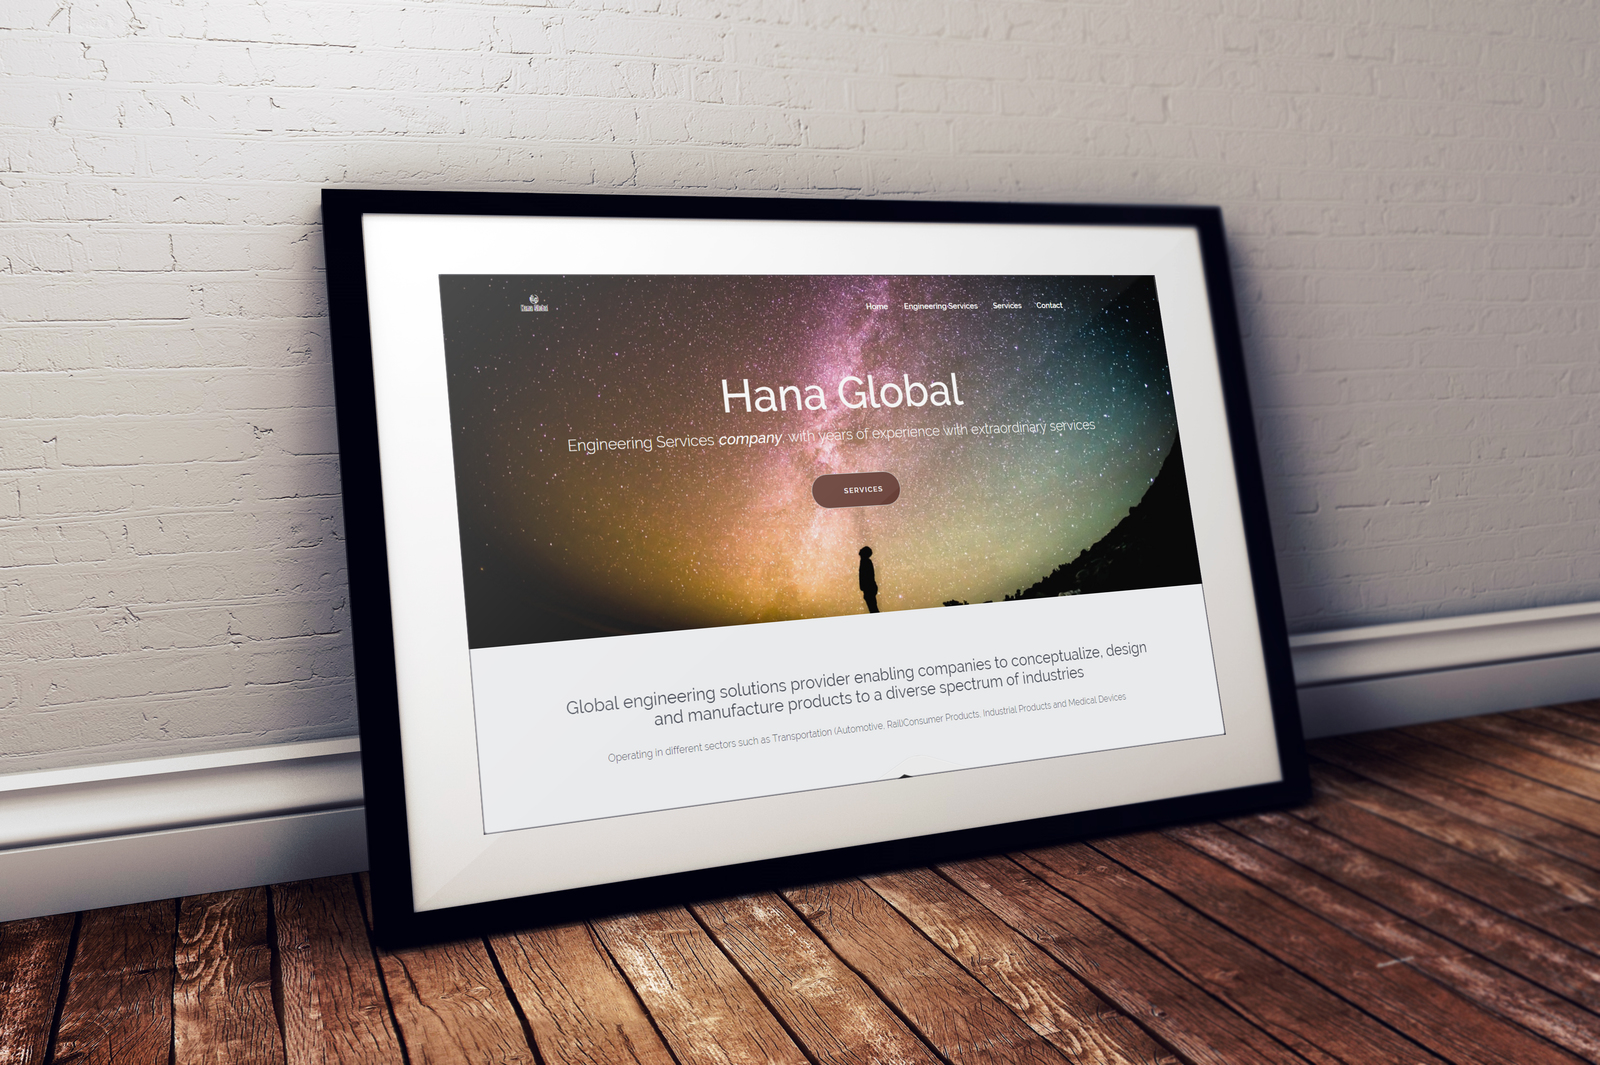 Hana Global
Home Engineering Services Services Contact
Hana Global
Engineering Services company, with years of experience with extraordinary services
SERVICES
Global engineering solutions provider enabling companies to conceptualize, design
and manufacture products to a diverse spectrum of industries
Operating in different sectors such as Transportation (Automotive, Rail)Consumer Products, Industrial Products and Medical Devices